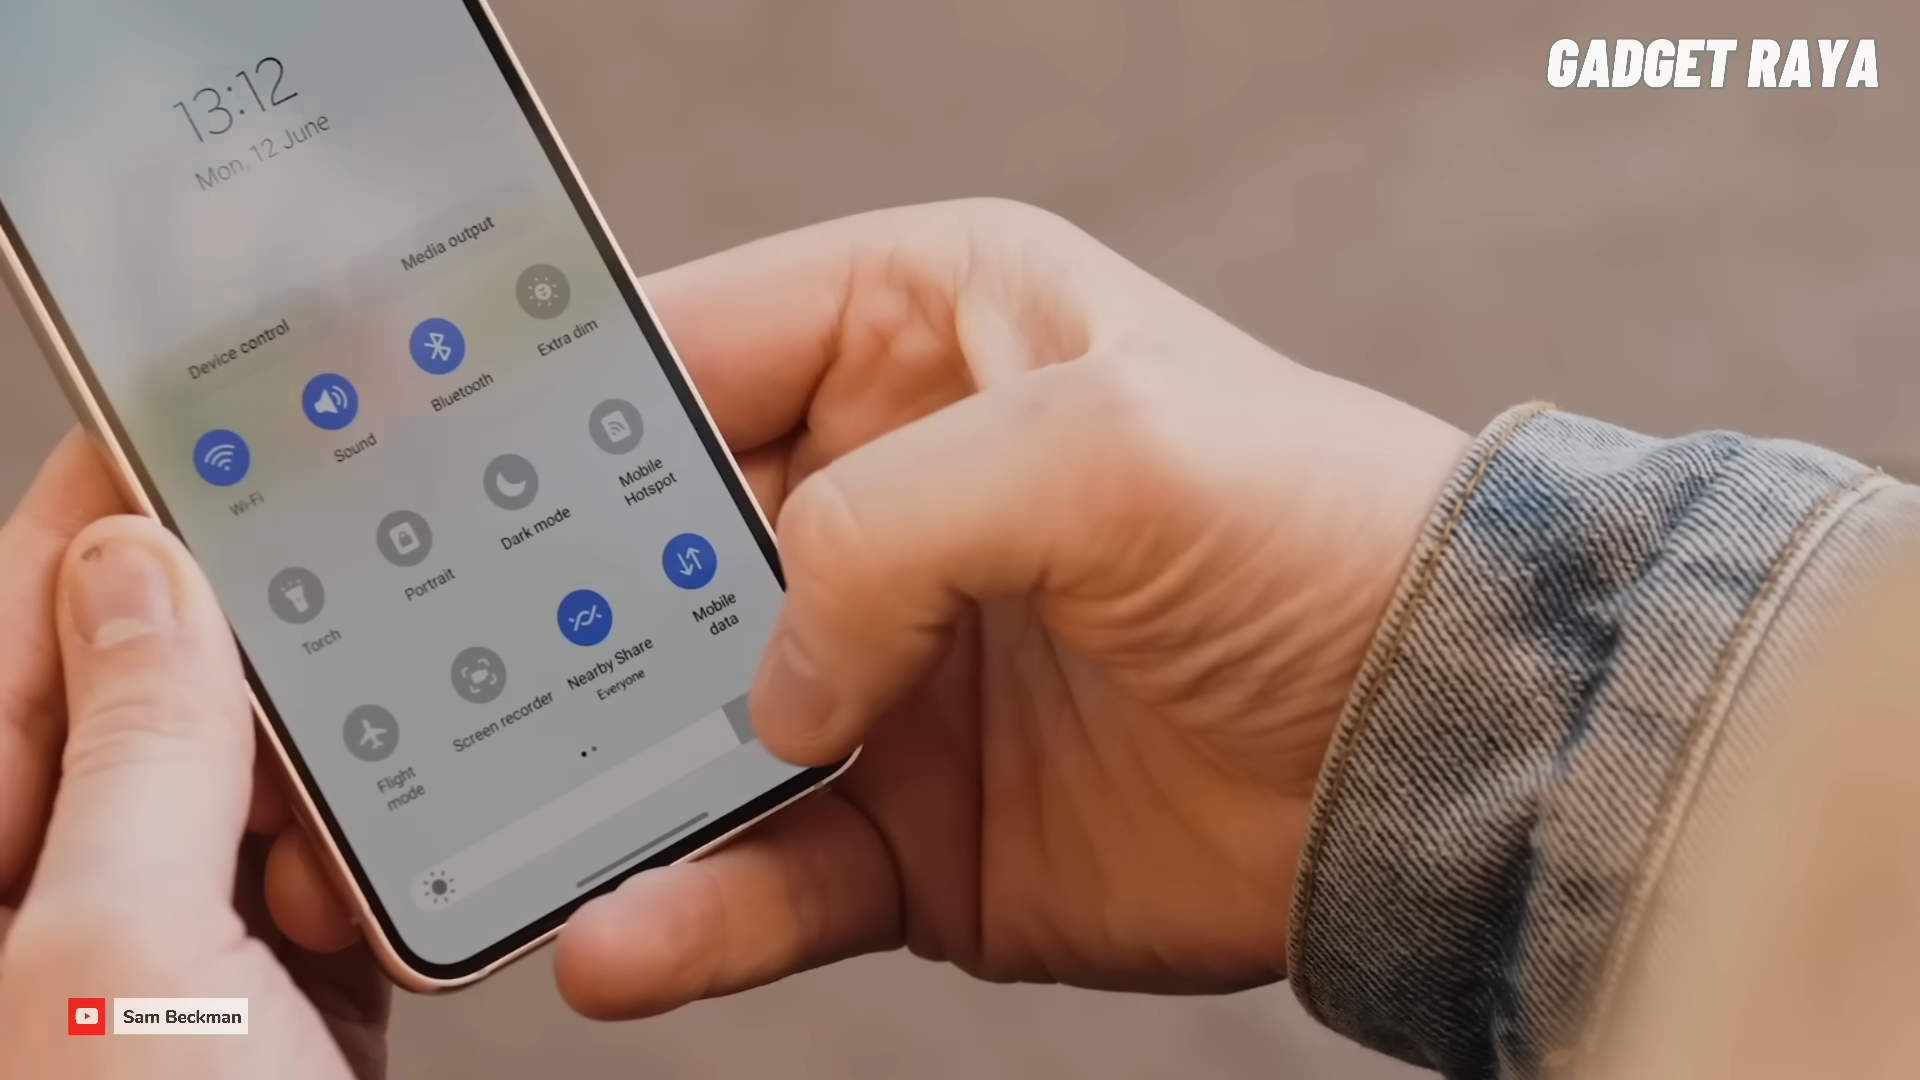 GADGET RAYA
13:12
Mon, 12 June
Device control
Media output
Wi-Fi
Sound
Bluetooth
Extra dim
Torch
Portrait
Dark mode
Mobile
Hotspot
Flight
mode
Screen recorder
Nearby Share
Everyone
Mobile
data
Sam Beckman